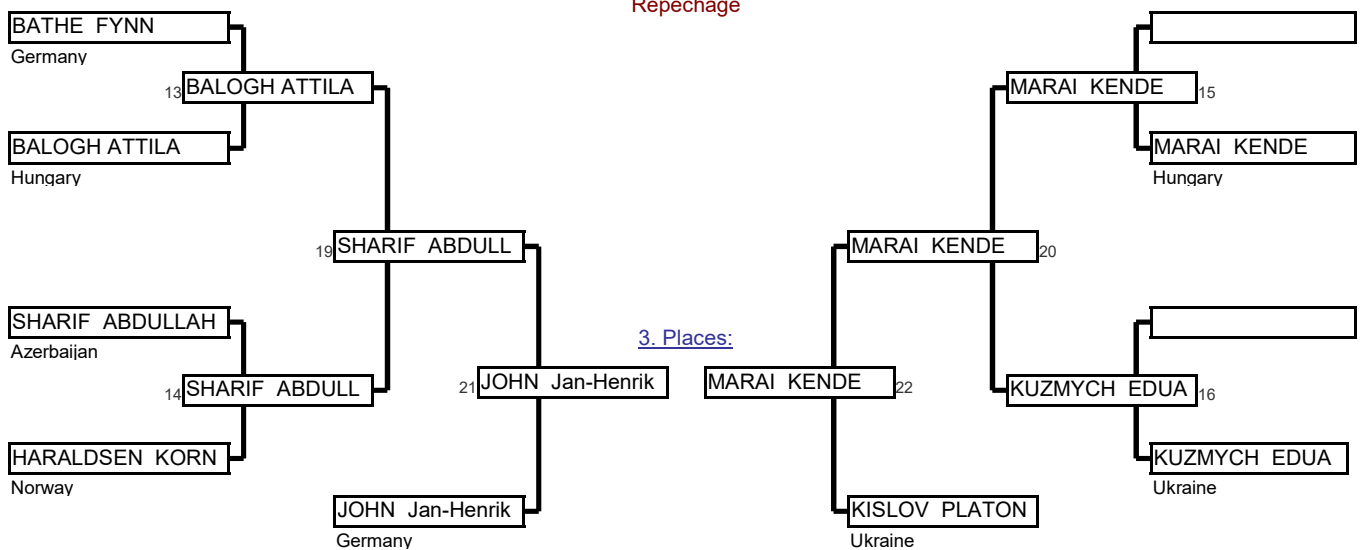 Repechage
BATHE FYNN
Germany
13 BALOGH ATTILA
MARAI KENDE 15
BALOGH ATTILA
Hungary
MARAI KENDE
Hungary
19 SHARIF ABDULL
MARAI KENDE 20
SHARIF ABDULLAH
Azerbaijan
3. Places:
14 SHARIF ABDULL
21 JOHN Jan-Henrik
MARAI KENDE 22
KUZMYCH EDUA 16
HARALDSEN KORN
Norway
KUZMYCH EDUA
Ukraine
JOHN Jan-Henrik
Germany
KISLOV PLATON
Ukraine